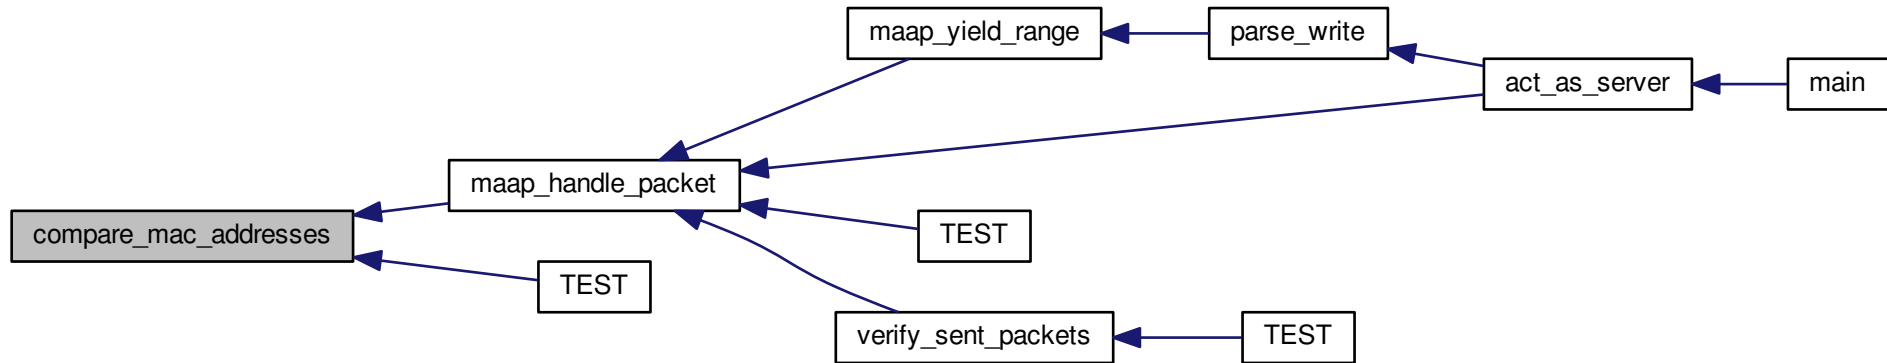 maap_yield_range
parse_write
act_as_server
main
maap_handle_packet
compare_mac_addresses
TEST
TEST
verify_sent_packets
TEST